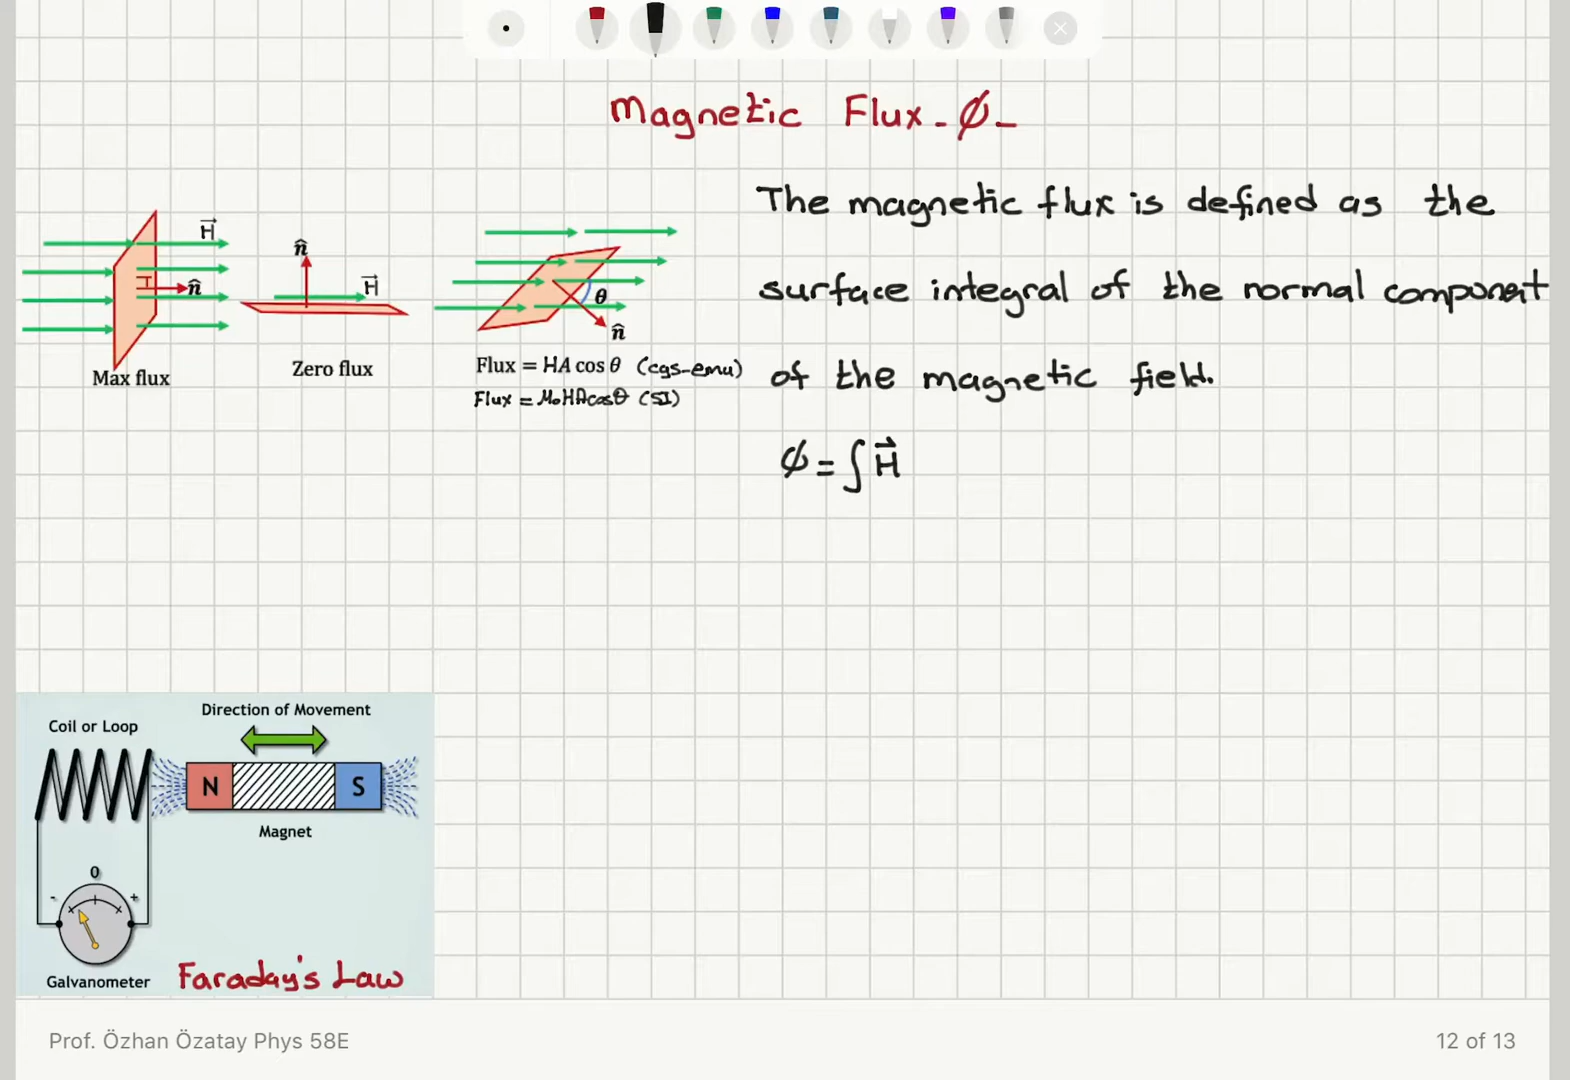 Magnetic Flux - ϕ -
The magnetic flux is defined as the
surface integral of the normal component
of the magnetic field.
ϕ = ∫ H⃗
H⃗
n̂
Max flux
n̂
H⃗
Zero flux
θ
n̂
Flux = HA cos θ (cgs-emu)
Flux = μ₀HA cos θ (SI)
Direction of Movement
Coil or Loop
N S
Magnet
0
- +
Galvanometer
Faraday's Law
Prof. Özhan Özatay Phys 58E
12 of 13